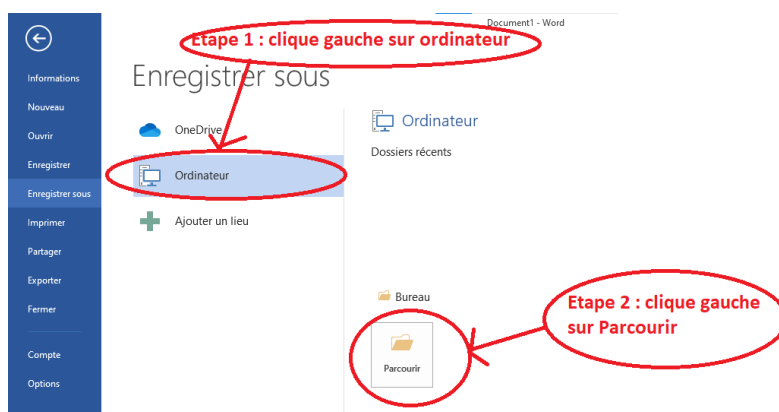 Document1 - Word
Etape 1 : clique gauche sur ordinateur
Enregistrer sous
Informations
Nouveau
Ouvrir
Enregistrer
Enregistrer sous
Imprimer
Partager
Exporter
Fermer
Compte
Options
OneDrive
Ordinateur
Ajouter un lieu
Ordinateur
Dossiers récents
Bureau
Parcourir
Etape 2 : clique gauche
sur Parcourir